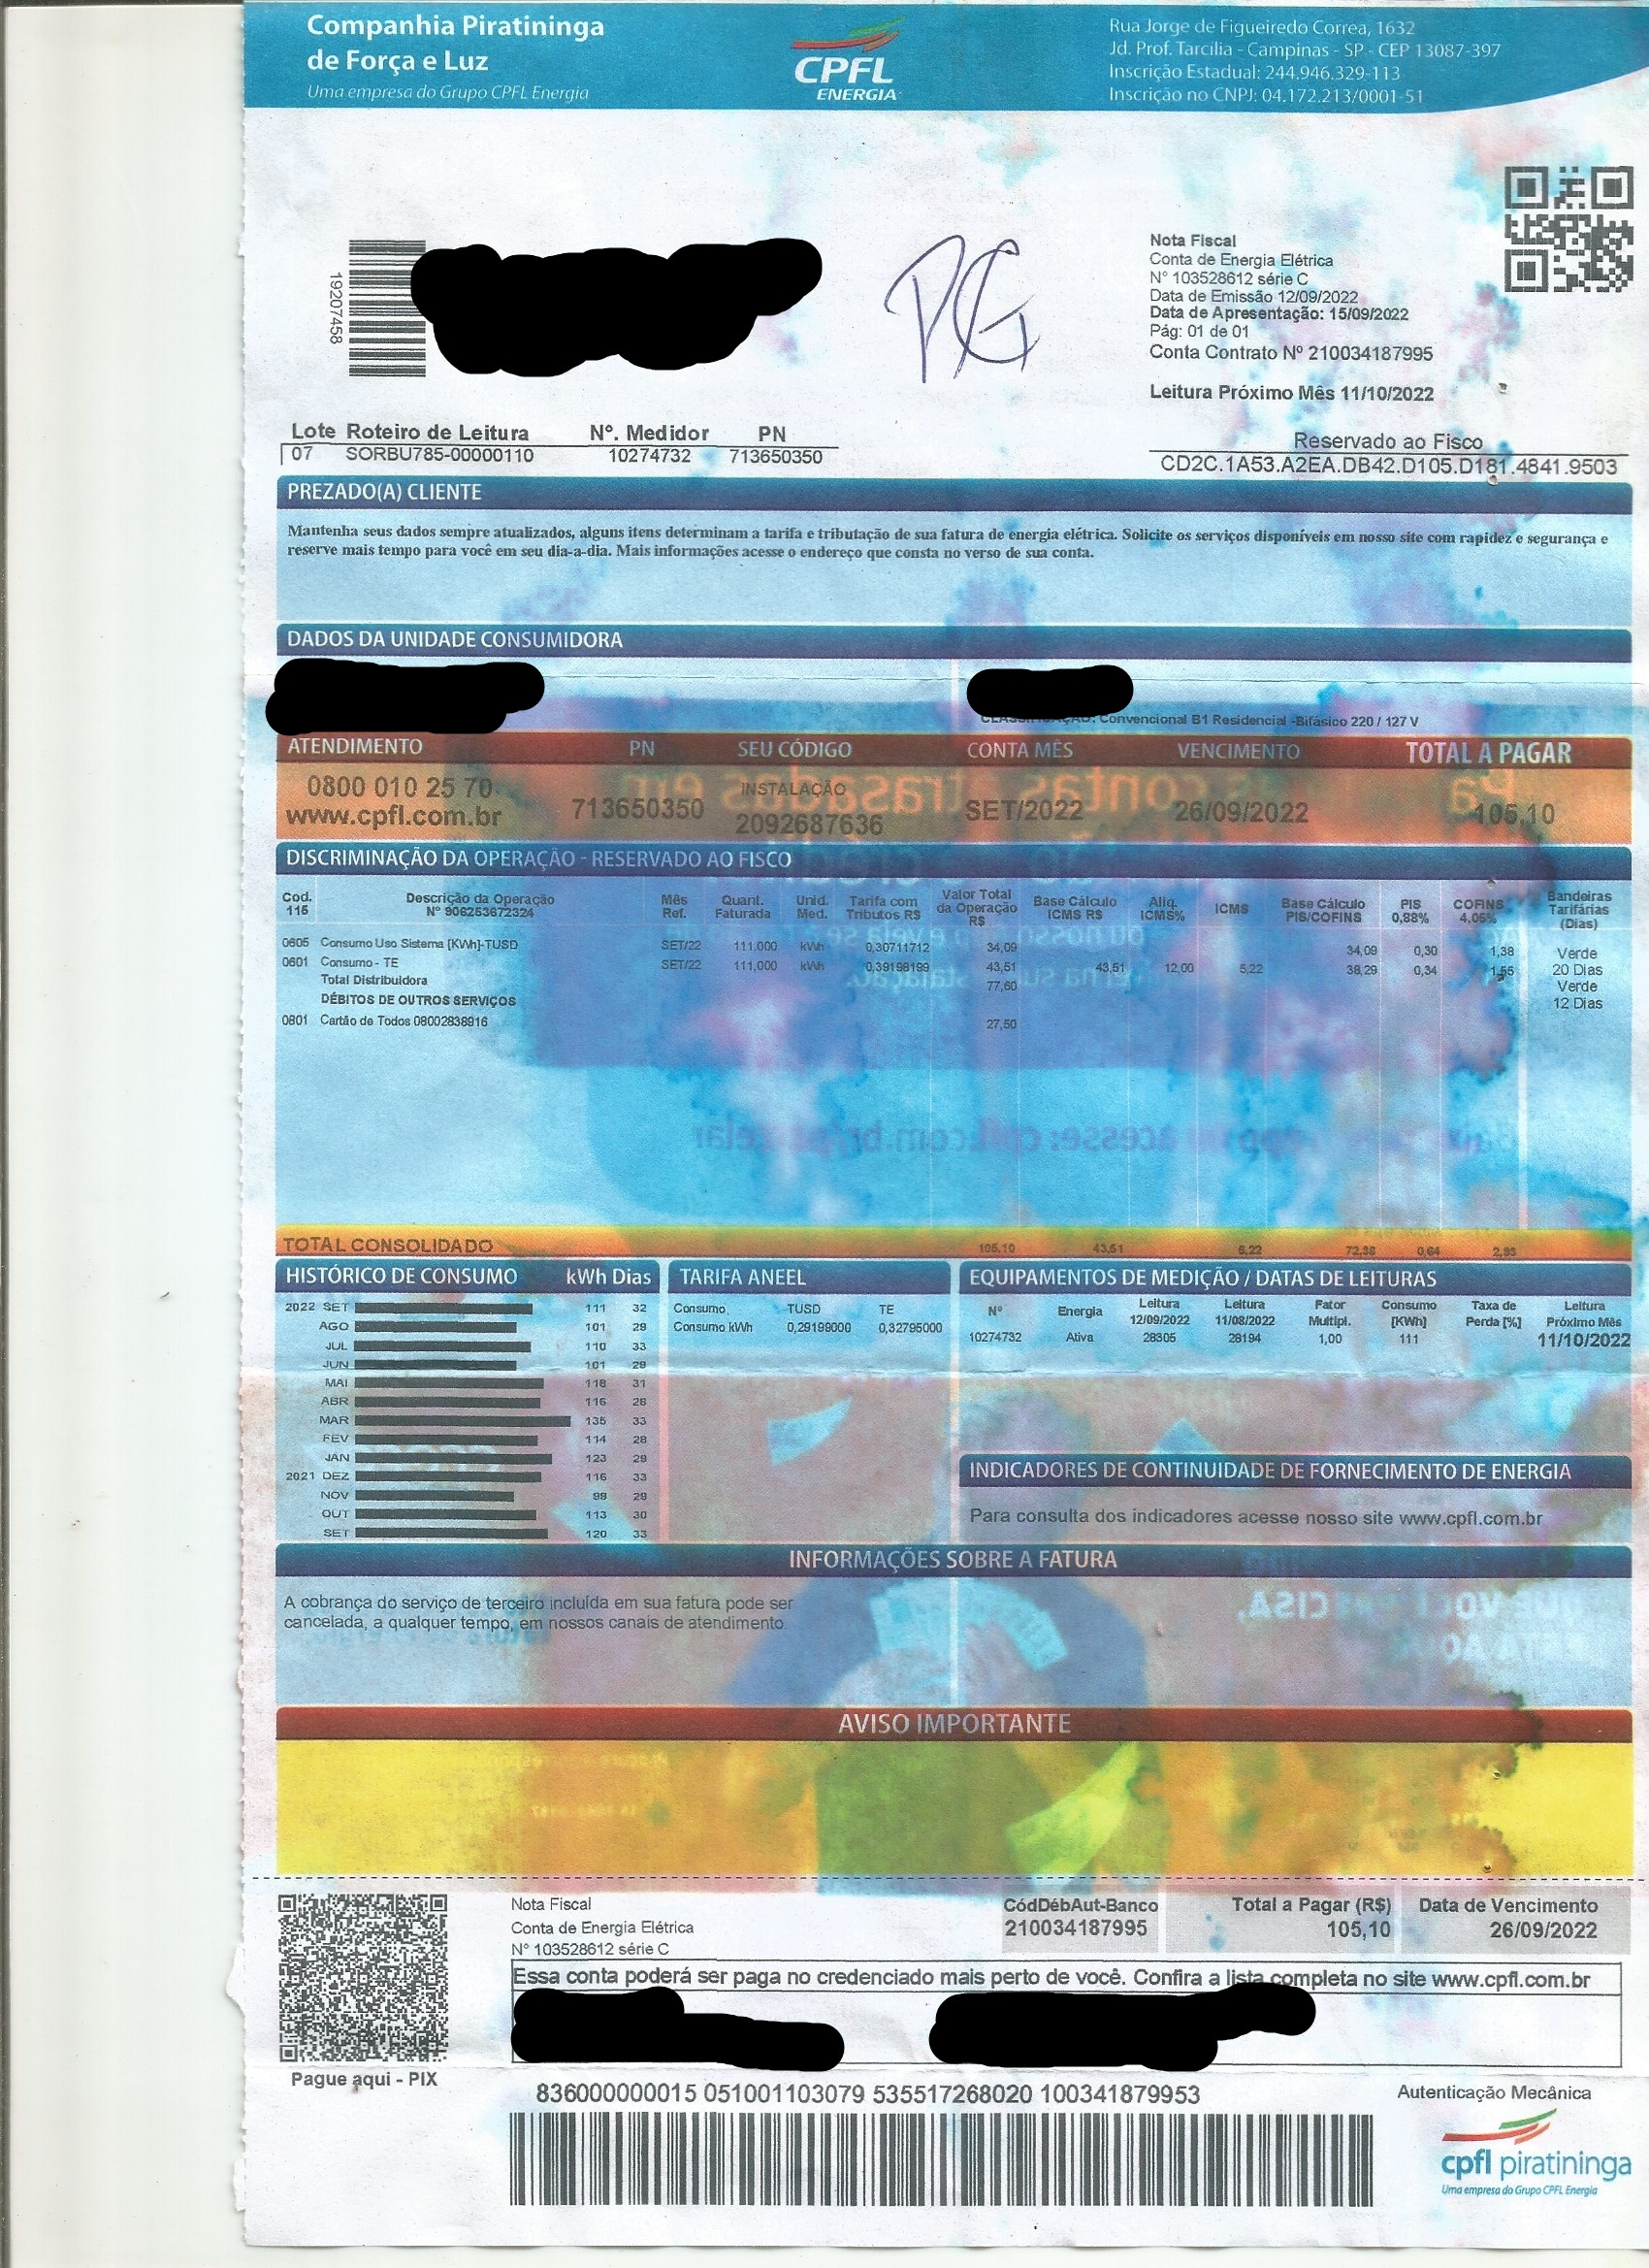 Companhia Piratininga
de Força e Luz
Uma empresa do Grupo CPFL Energia
CPFL
ENERGIA
Rua Jorge de Figueiredo Correa, 1632
Jd. Prof. Tarcília - Campinas - SP - CEP 13087-397
Inscrição Estadual: 244.946.329-113
Inscrição no CNPJ: 04.172.213/0001-51
19207458
PG
Nota Fiscal
Conta de Energia Elétrica
N° 103528612 série C
Data de Emissão 12/09/2022
Data de Apresentação: 15/09/2022
Pág: 01 de 01
Conta Contrato Nº 210034187995
Leitura Próximo Mês 11/10/2022
Lote Roteiro de Leitura Nº. Medidor PN
07 SORBU785-00000110 10274732 713650350
Reservado ao Fisco
CD2C.1A53.A2EA.DB42.D105.D181.4841.9503
PREZADO(A) CLIENTE
Mantenha seus dados sempre atualizados, alguns itens determinam a tarifa e tributação de sua fatura de energia elétrica. Solicite os serviços disponíveis em nosso site com rapidez e segurança e
reserve mais tempo para você em seu dia-a-dia. Mais informações acesse o endereço que consta no verso de sua conta.
DADOS DA UNIDADE CONSUMIDORA
CLASSIFICAÇÃO: Convencional B1 Residencial -Bifásico 220 / 127 V
ATENDIMENTO PN SEU CÓDIGO CONTA MÊS VENCIMENTO TOTAL A PAGAR
0800 010 25 70
www.cpfl.com.br
713650350
INSTALAÇÃO
2092687636
SET/2022 26/09/2022 105,10
DISCRIMINAÇÃO DA OPERAÇÃO - RESERVADO AO FISCO
Cod. 115 Descrição da Operação N° 906253672324 Mês Ref. Quant. Faturada Unid. Med. Tarifa com Tributos R$ Valor Total da Operação R$ Base Cálculo ICMS R$ Aliq. ICMS% ICMS Base Cálculo PIS/COFINS PIS 0,88% COFINS 4,05% Bandeiras Tarifárias (Dias)
0605 Consumo Uso Sistema [KWh]-TUSD SET/22 111,000 kWh 0,30711712 34,09 34,09 0,30 1,38 Verde
0601 Consumo - TE SET/22 111,000 kWh 0,39198199 43,51 43,51 12,00 5,22 38,29 0,34 1,55 20 Dias
Total Distribuidora 77,60 Verde
DÉBITOS DE OUTROS SERVIÇOS 12 Dias
0801 Cartão de Todos 08002838916 27,50
TOTAL CONSOLIDADO 105,10 43,51 5,22 72,38 0,64 2,93
HISTÓRICO DE CONSUMO kWh Dias
2022 SET 111 32
AGO 101 29
JUL 110 33
JUN 101 29
MAI 118 31
ABR 116 28
MAR 135 33
FEV 114 28
JAN 123 29
2021 DEZ 116 33
NOV 99 29
OUT 113 30
SET 120 33
TARIFA ANEEL
Consumo TUSD TE
Consumo kWh 0,29199000 0,32795000
EQUIPAMENTOS DE MEDIÇÃO / DATAS DE LEITURAS
Nº Energia Leitura 12/09/2022 Leitura 11/08/2022 Fator Multipl. Consumo [KWh] Taxa de Perda [%] Leitura Próximo Mês
10274732 Ativa 28305 28194 1,00 111 11/10/2022
INDICADORES DE CONTINUIDADE DE FORNECIMENTO DE ENERGIA
Para consulta dos indicadores acesse nosso site www.cpfl.com.br
INFORMAÇÕES SOBRE A FATURA
A cobrança do serviço de terceiro incluída em sua fatura pode ser
cancelada, a qualquer tempo, em nossos canais de atendimento.
AVISO IMPORTANTE
Nota Fiscal
Conta de Energia Elétrica
N° 103528612 série C
CódDébAut-Banco
210034187995
Total a Pagar (R$)
105,10
Data de Vencimento
26/09/2022
Essa conta poderá ser paga no credenciado mais perto de você. Confira a lista completa no site www.cpfl.com.br
Pague aqui - PIX
836000000015 051001103079 535517268020 100341879953
Autenticação Mecânica
cpfl piratininga
Uma empresa do Grupo CPFL Energia